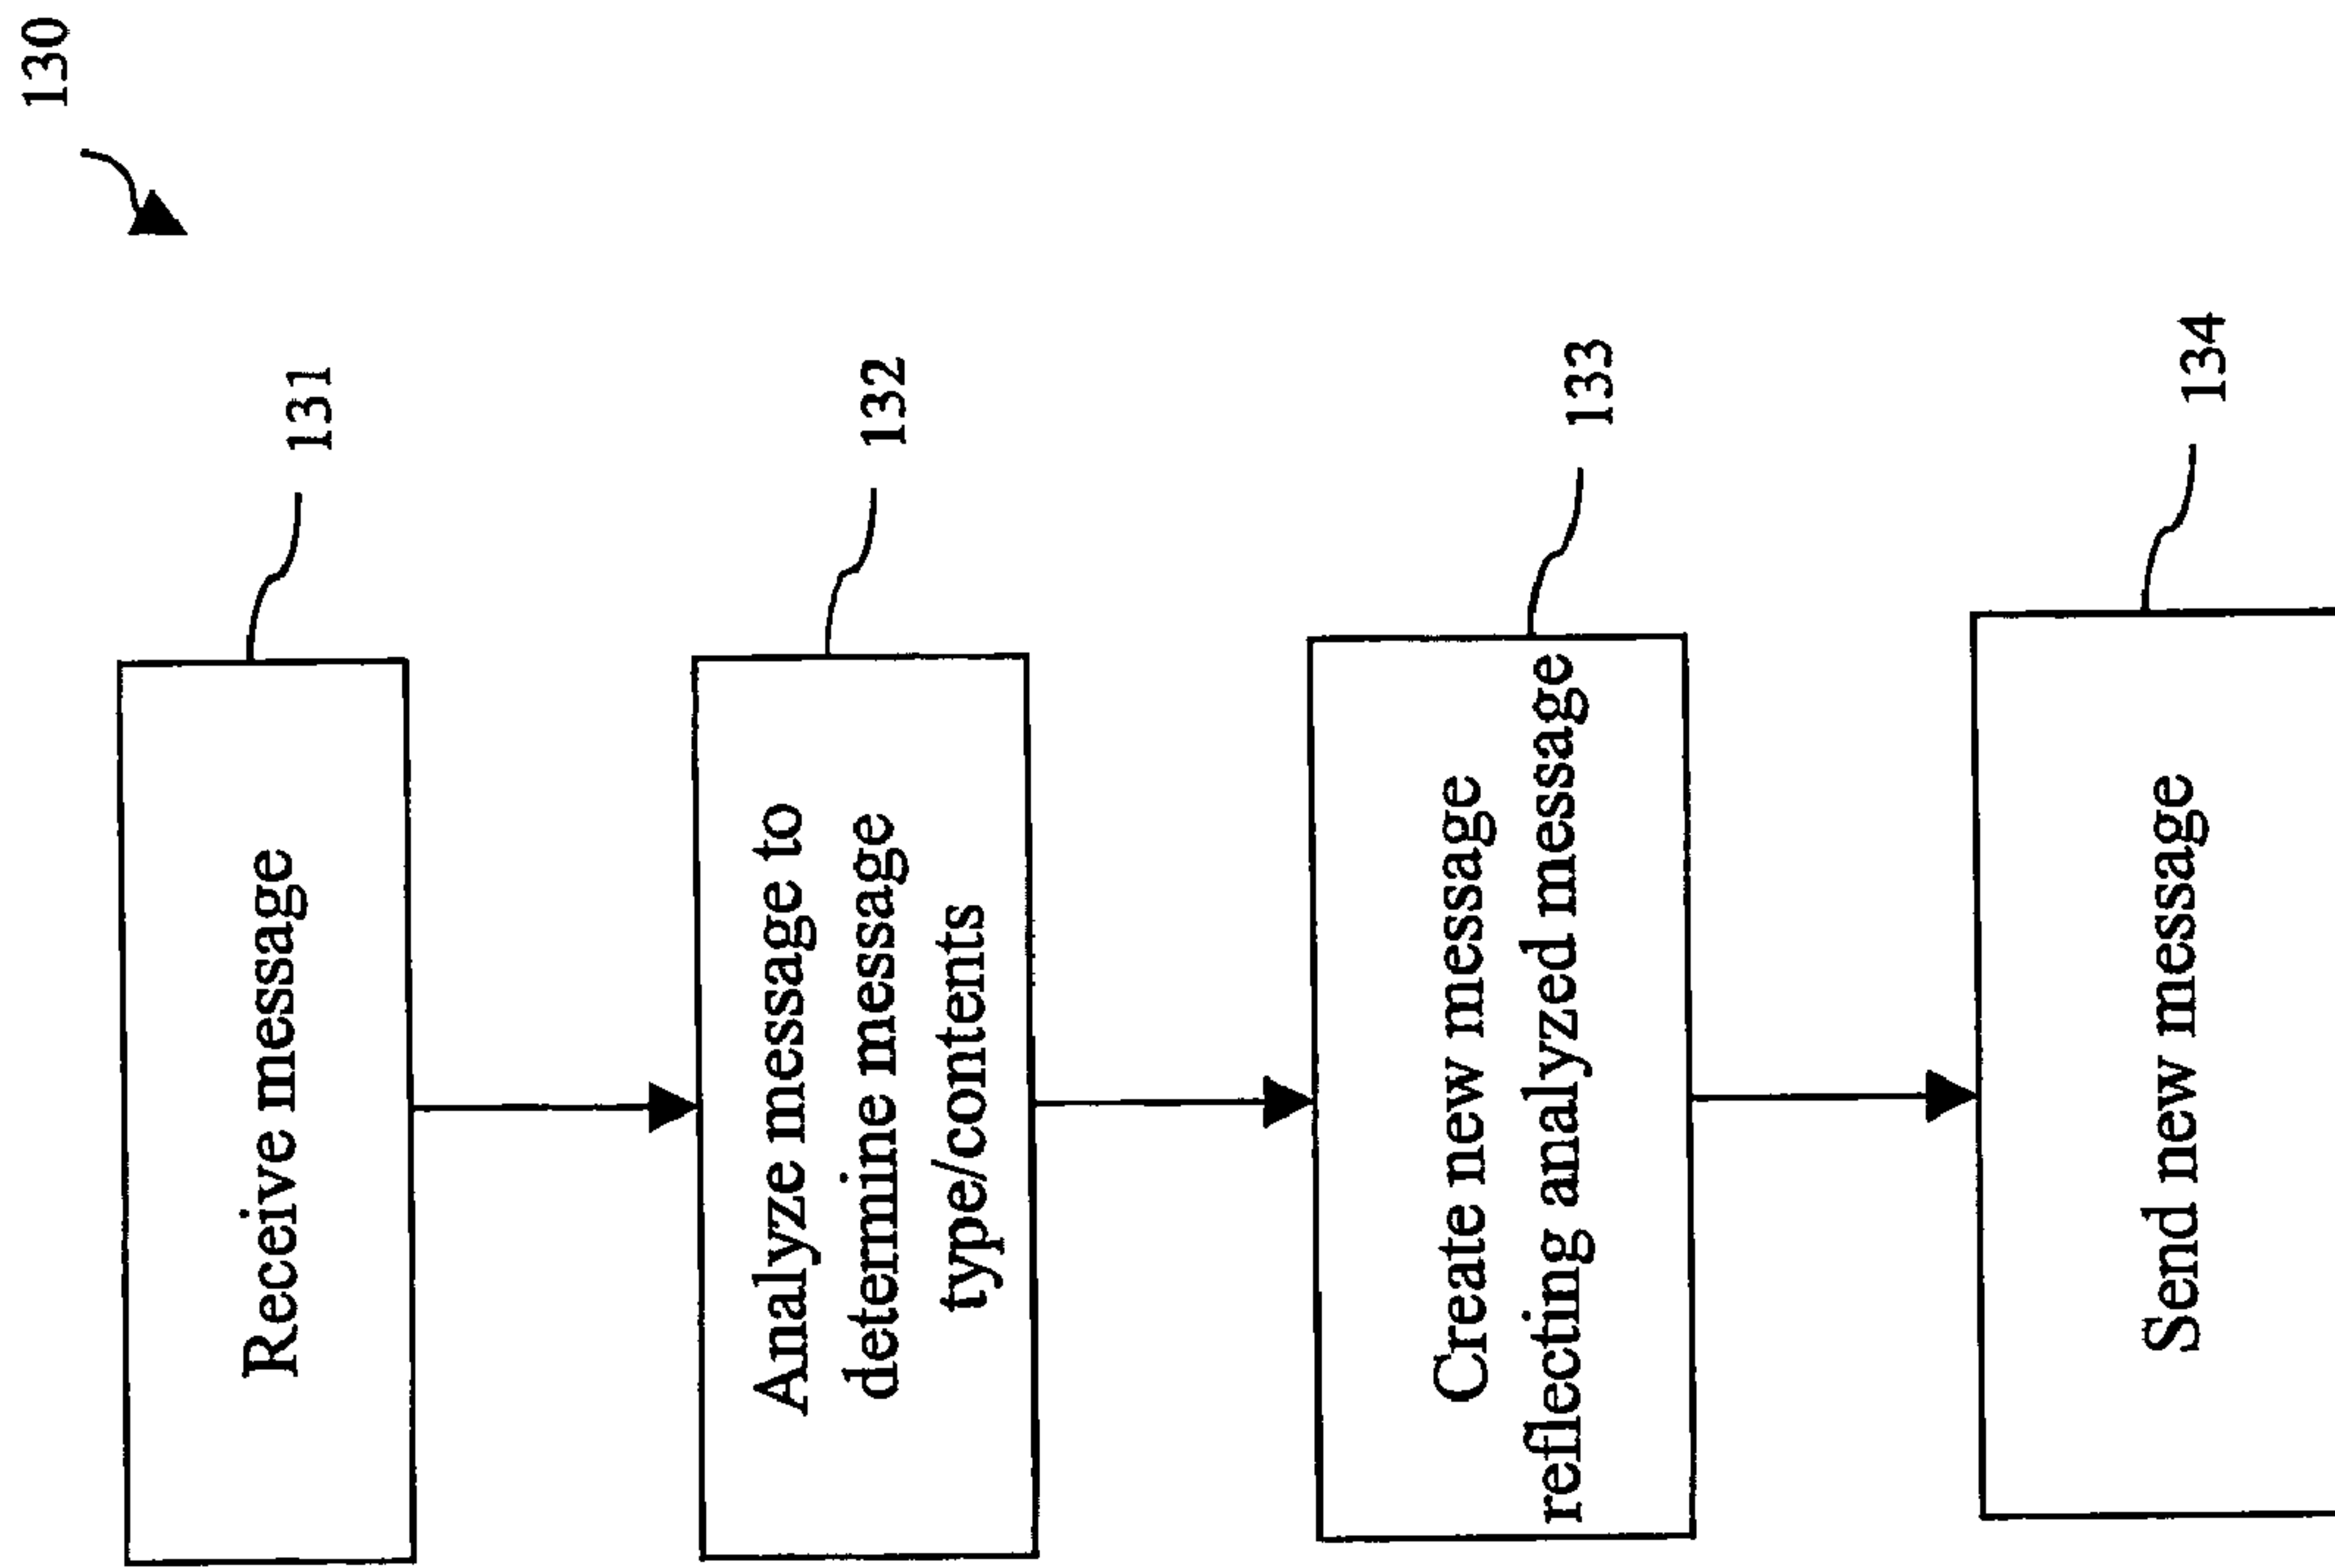 130
Receive message
131
Analyze message to
determine message
type/contents
132
Create new message
reflecting analyzed message
133
Send new message
134